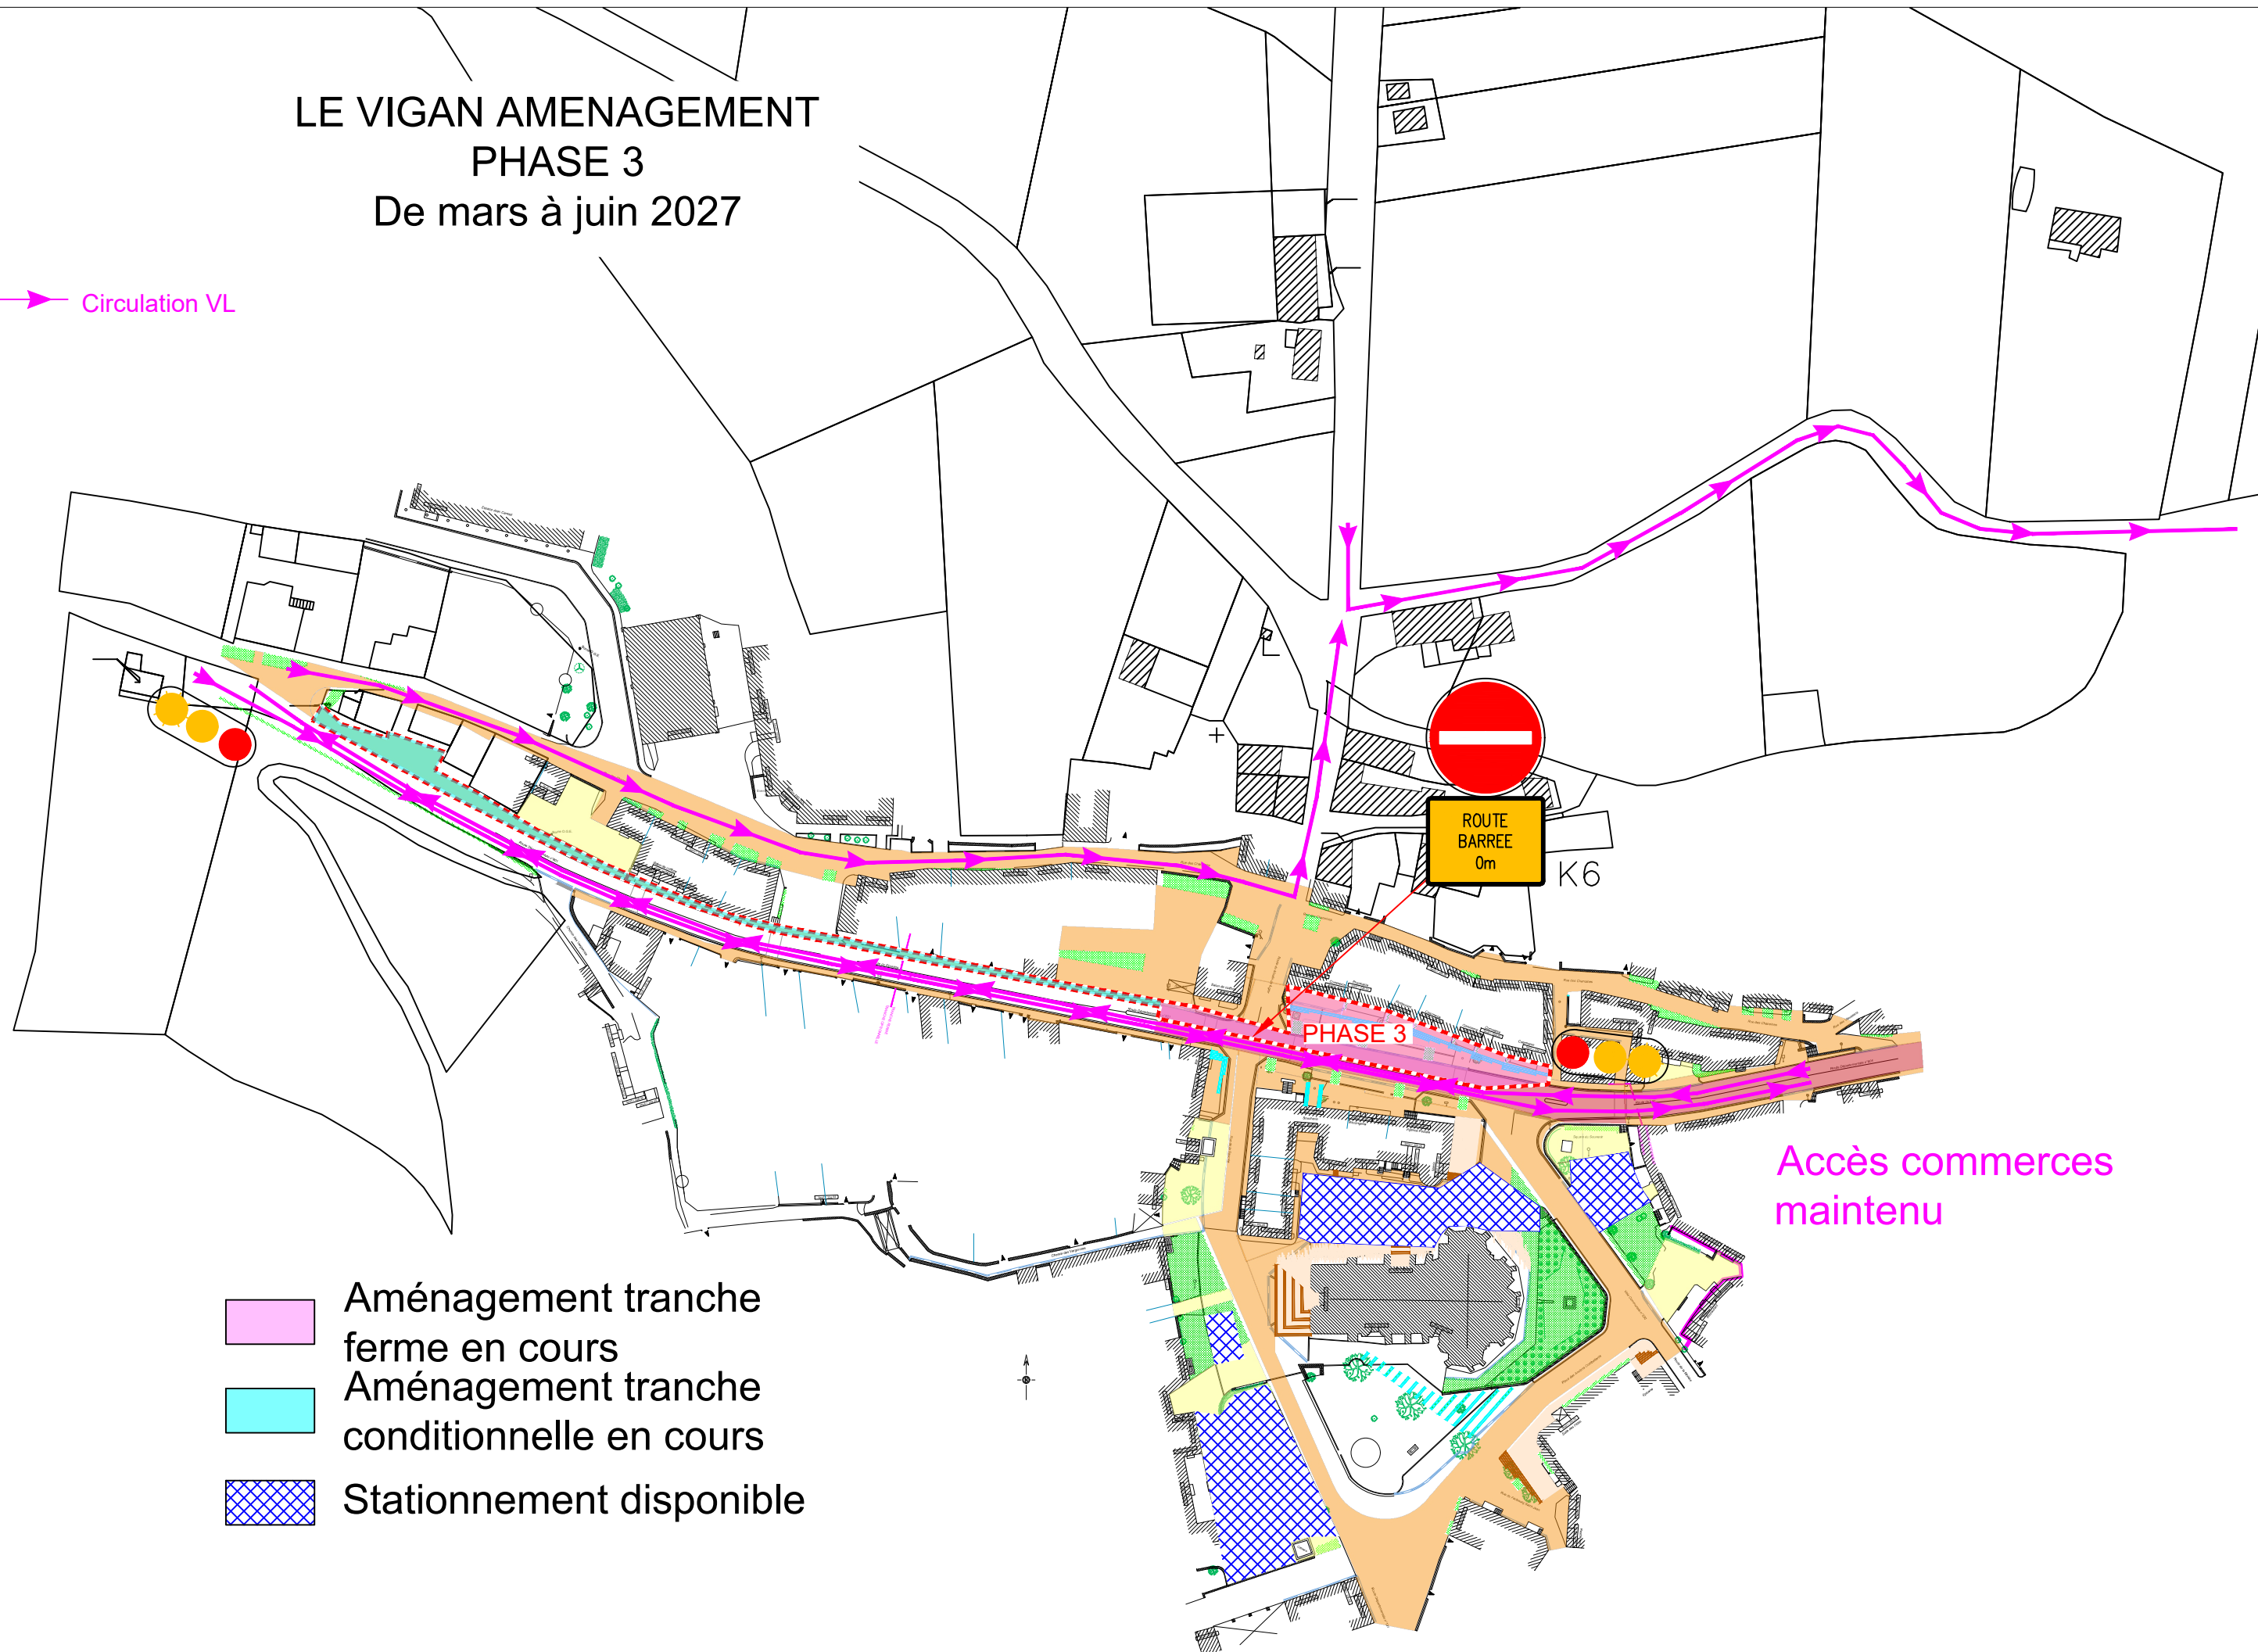 LE VIGAN AMENAGEMENT
PHASE 3
De mars à juin 2027
Circulation VL
ROUTE
BARREE
0m
K6
PHASE 3
Accès commerces
maintenu
Aménagement tranche
ferme en cours
Aménagement tranche
conditionnelle en cours
Stationnement disponible